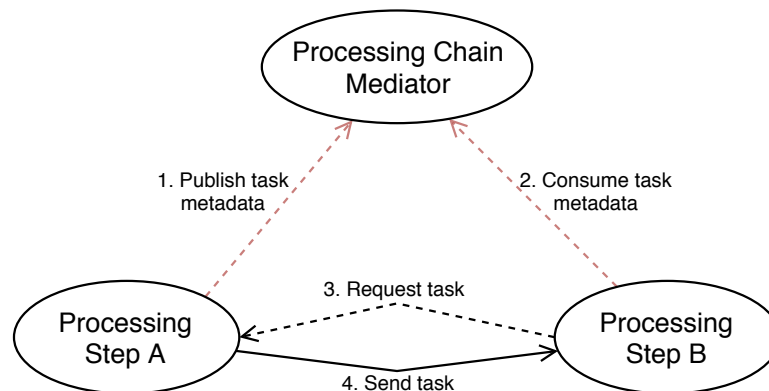 Processing Chain
Mediator
1. Publish task
metadata
2. Consume task
metadata
3. Request task
Processing
Step A
Processing
Step B
4. Send task